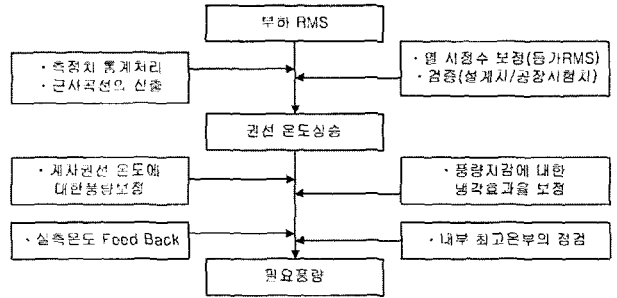 부하 RMS
· 측정치 통계처리
· 근사곡선의 산출
· 열 시정수 보정(등가RMS)
· 검증(설계치/공장시험치)
권선 온도상승
· 계사권선 온도에
대한풍량보정
· 풍량저감에 대한
냉각효과율 보정
· 실측온도 Food Back
· 내부 최고온부의 점검
필요풍량